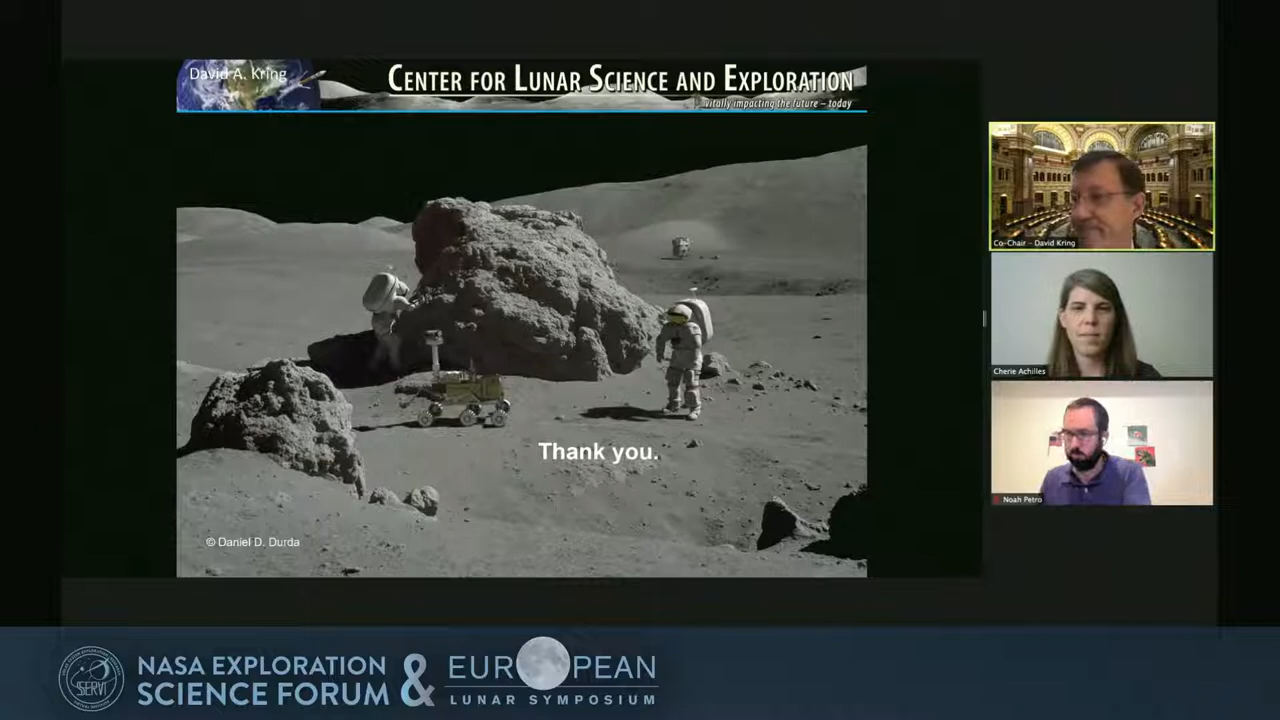 David A. Kring
CENTER FOR LUNAR SCIENCE AND EXPLORATION
vitally impacting the future – today
Thank you.
© Daniel D. Durda
Co-Chair - David Kring
Cherie Achilles
Noah Petro
SSERVI
NASA EXPLORATION
SCIENCE FORUM
&
EUROPEAN
LUNAR SYMPOSIUM